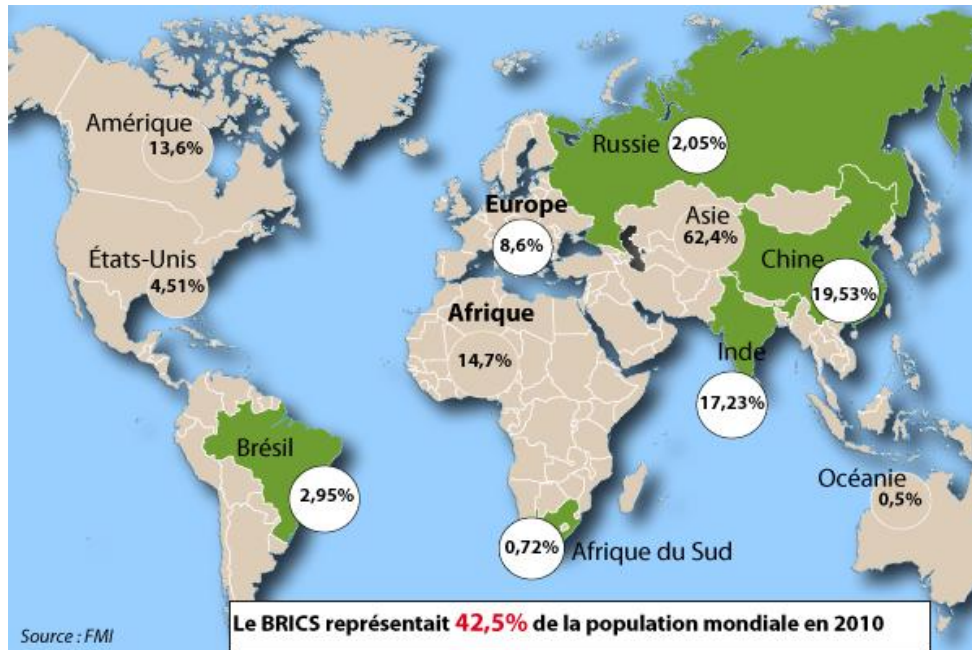 Amérique
13,6%
Russie
2,05%
Europe
8,6%
Asie
62,4%
États-Unis
4,51%
Chine
19,53%
Afrique
14,7%
Inde
17,23%
Brésil
2,95%
Océanie
0,5%
0,72%
Afrique du Sud
Le BRICS représentait 42,5% de la population mondiale en 2010
Source : FMI